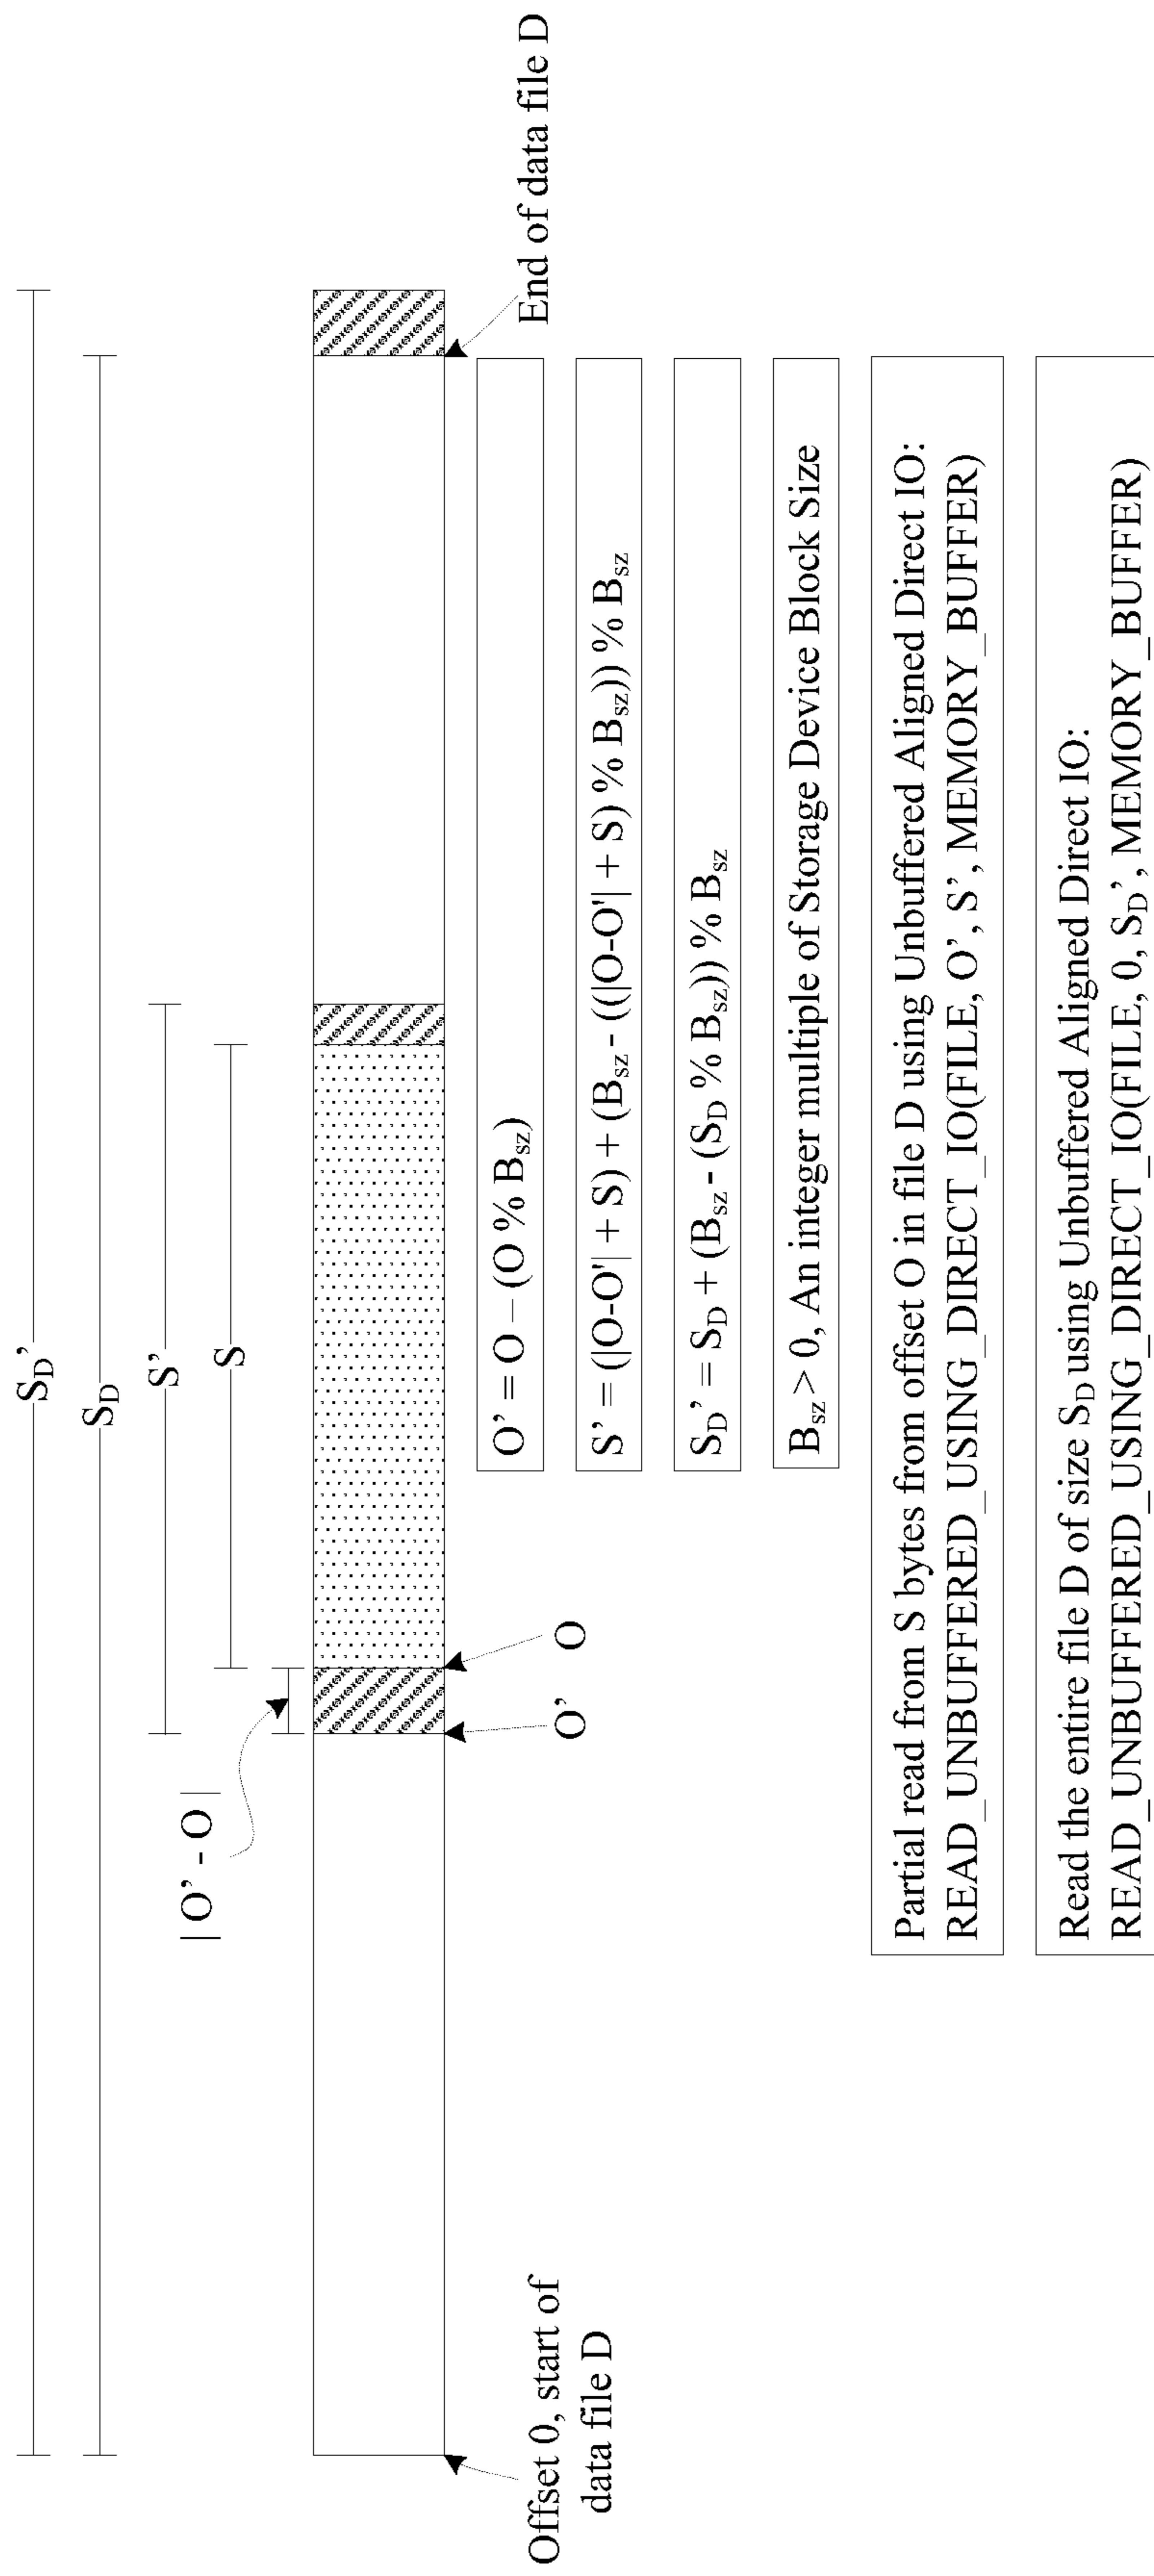 S_D'
S_D
S'
S
|O' - O|
O'
O
Offset 0, start of
data file D
End of data file D
O' = O – (O % B_sz)
S' = (|O-O'| + S) + (B_sz - ((|O-O'| + S) % B_sz)) % B_sz
S_D' = S_D + (B_sz - (S_D % B_sz)) % B_sz
B_sz > 0, An integer multiple of Storage Device Block Size
Partial read from S bytes from offset O in file D using Unbuffered Aligned Direct IO:
READ_UNBUFFERED_USING_DIRECT_IO(FILE, O', S', MEMORY_BUFFER)
Read the entire file D of size S_D using Unbuffered Aligned Direct IO:
READ_UNBUFFERED_USING_DIRECT_IO(FILE, 0, S_D', MEMORY_BUFFER)